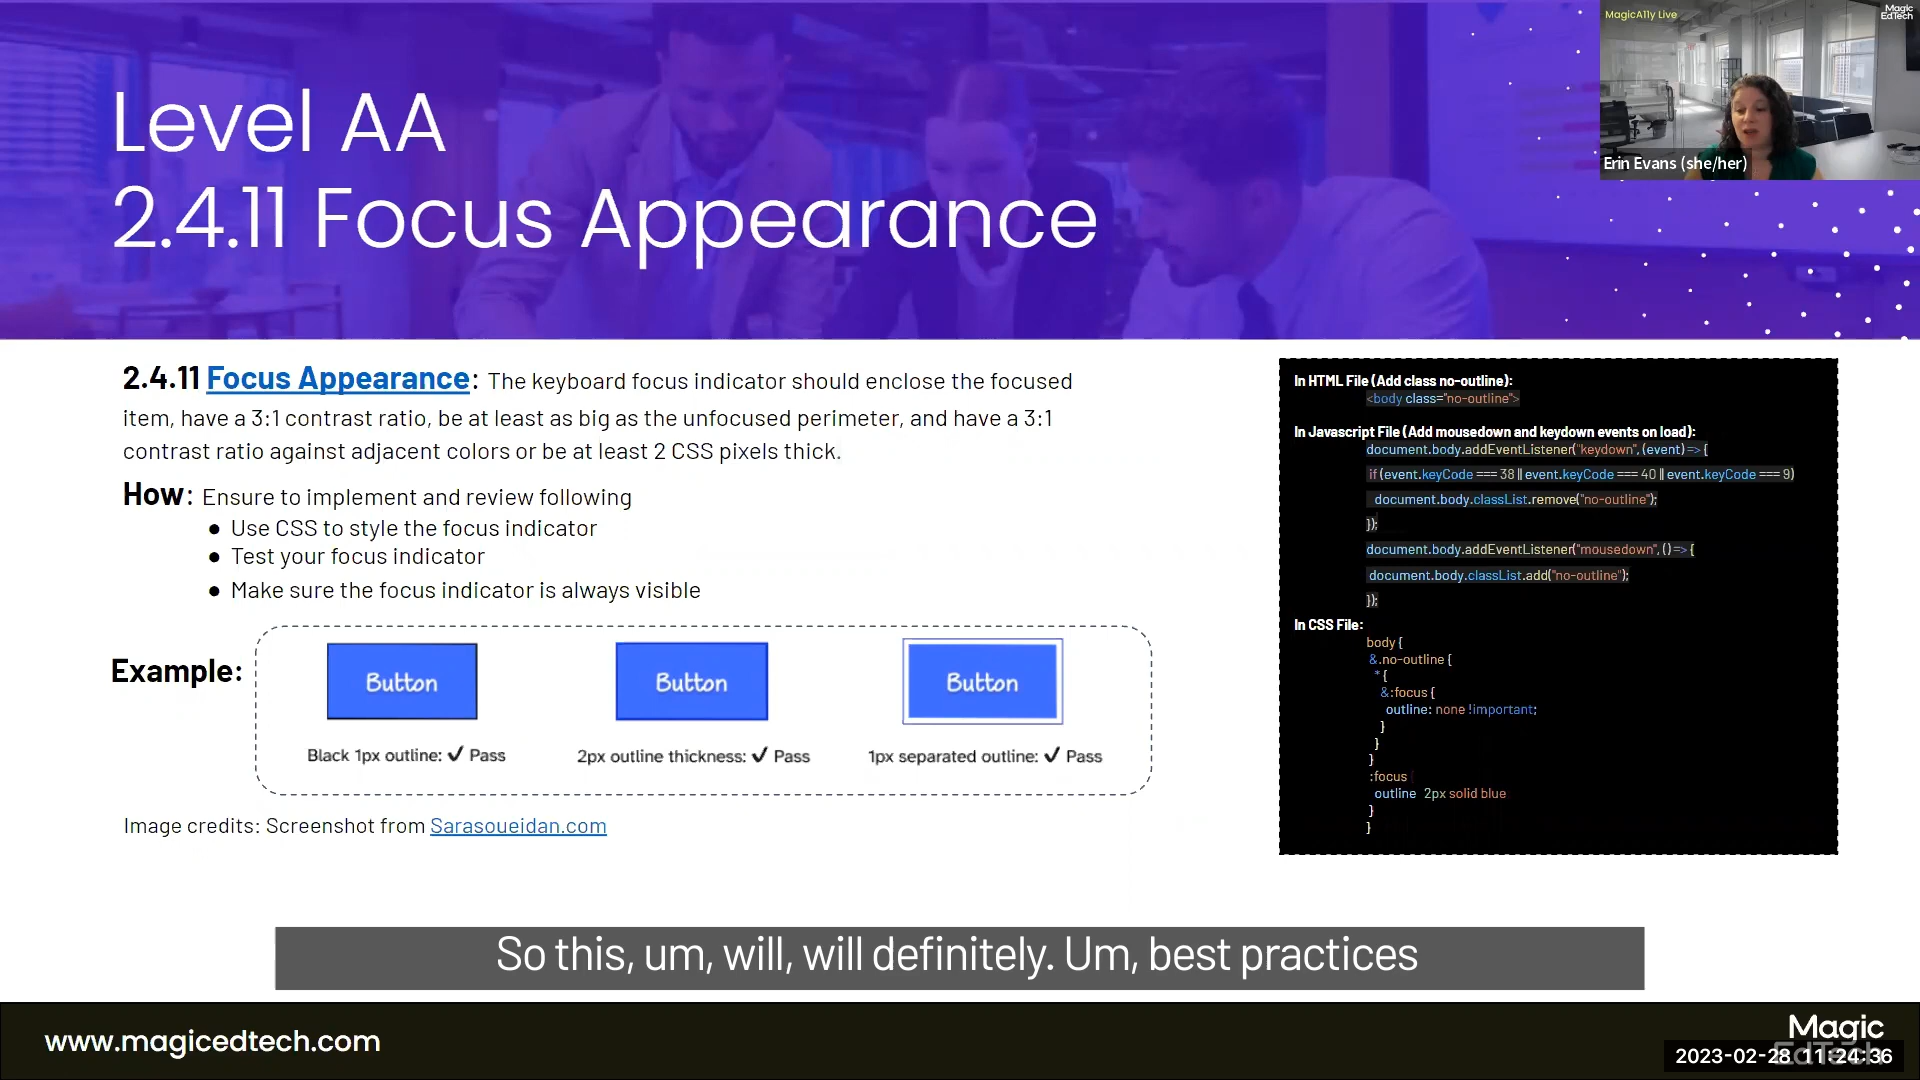 MagicA11y Live
Magic
EdTech
Erin Evans (she/her)
Level AA
2.4.11 Focus Appearance
2.4.11 Focus Appearance: The keyboard focus indicator should enclose the focused
item, have a 3:1 contrast ratio, be at least as big as the unfocused perimeter, and have a 3:1
contrast ratio against adjacent colors or be at least 2 CSS pixels thick.
How: Ensure to implement and review following
● Use CSS to style the focus indicator
● Test your focus indicator
● Make sure the focus indicator is always visible
Example:
Button
Button
Button
Black 1px outline: ✓ Pass
2px outline thickness: ✓ Pass
1px separated outline: ✓ Pass
Image credits: Screenshot from Sarasoueidan.com
In HTML File (Add class no-outline):
<body class="no-outline">
In Javascript File (Add mousedown and keydown events on load):
document.body.addEventListener("keydown", (event) => {
if (event.keyCode === 38 || event.keyCode === 40 || event.keyCode === 9)
document.body.classList.remove("no-outline");
});
document.body.addEventListener("mousedown", () => {
document.body.classList.add("no-outline");
});
In CSS File:
body {
&.no-outline {
* {
&:focus {
outline: none !important;
}
}
}
:focus
outline 2px solid blue
}
}
So this, um, will, will definitely. Um, best practices
www.magicedtech.com
Magic
EdTech
2023-02-28 11:24:36